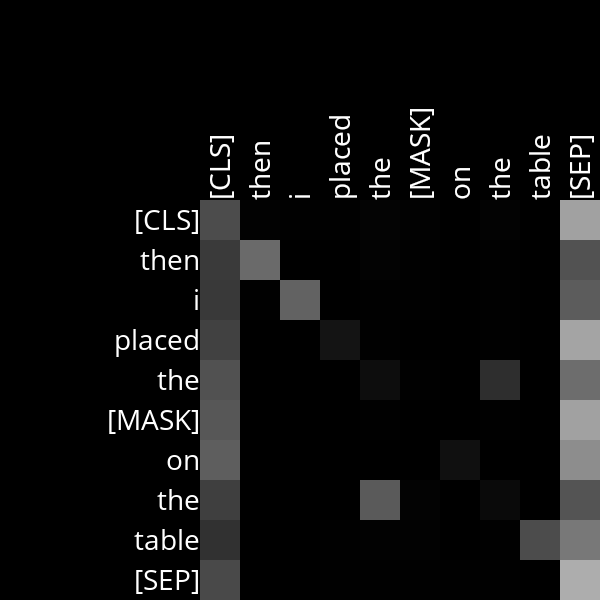 [CLS] then i placed the [MASK] on the table [SEP]
[CLS]
then
i
placed
the
[MASK]
on
the
table
[SEP]